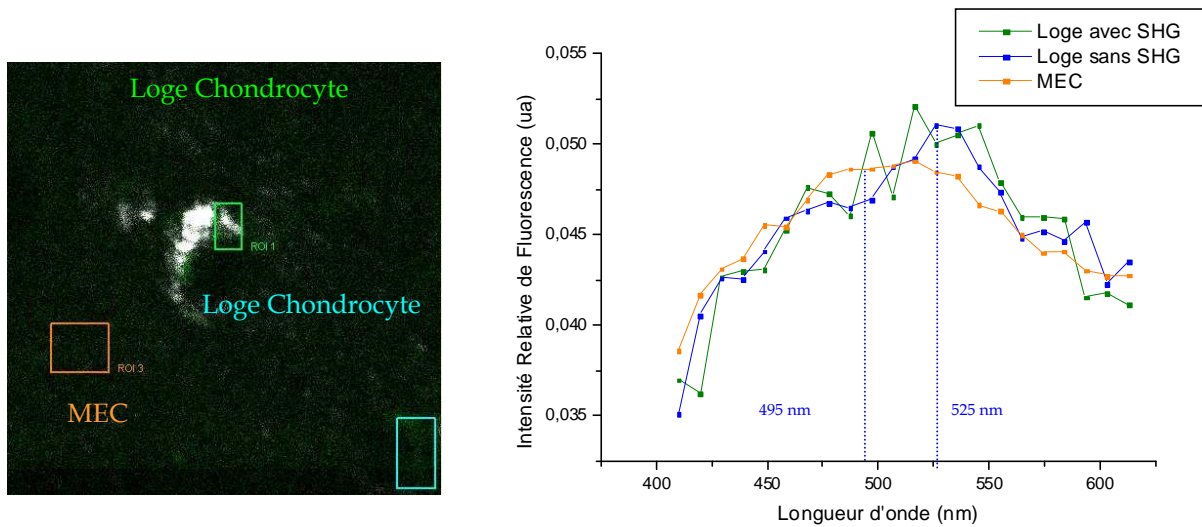 Loge Chondrocyte
ROI 1
Loge Chondrocyte
ROI 3
MEC
Loge avec SHG
Loge sans SHG
MEC
0,055
0,050
0,045
0,040
0,035
Intensité Relative de Fluorescence (ua)
495 nm
525 nm
400
450
500
550
600
Longueur d'onde (nm)